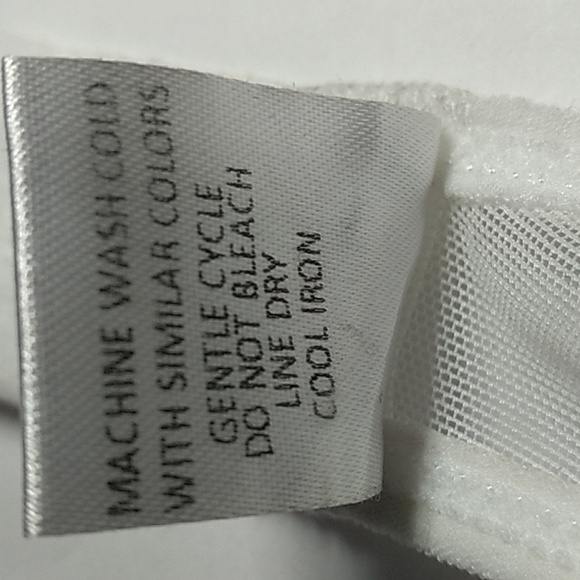 MACHINE WASH COLD
WITH SIMILAR COLORS
GENTLE CYCLE
DO NOT BLEACH
LINE DRY
COOL IRON